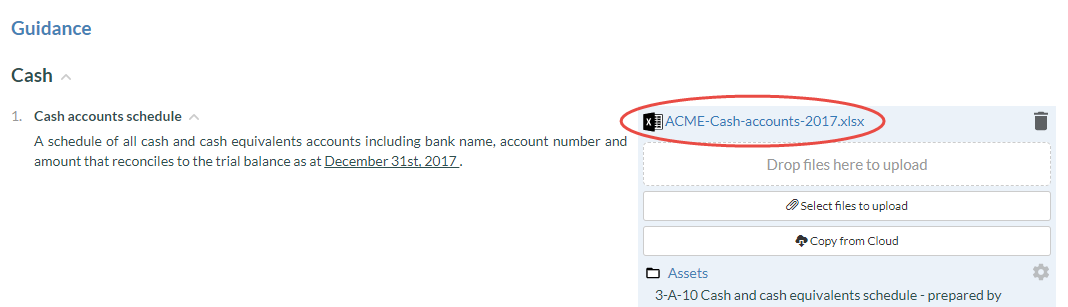 Guidance
Cash
1. Cash accounts schedule
A schedule of all cash and cash equivalents accounts including bank name, account number and
amount that reconciles to the trial balance as at December 31st, 2017 .
ACME-Cash-accounts-2017.xlsx
Drop files here to upload
Select files to upload
Copy from Cloud
Assets
3-A-10 Cash and cash equivalents schedule - prepared by